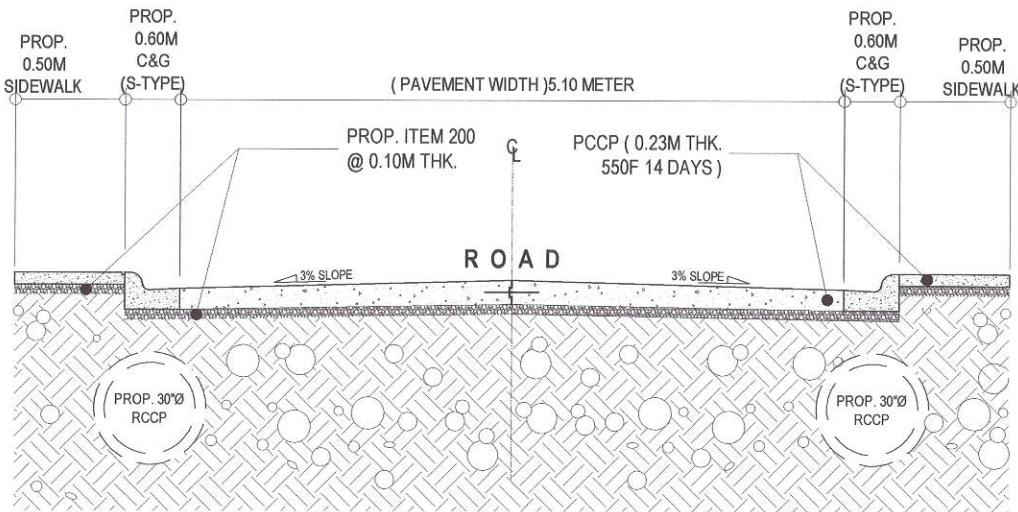 PROP.
0.50M
SIDEWALK
PROP.
0.60M
C&G
(S-TYPE)
( PAVEMENT WIDTH )5.10 METER
PROP.
0.60M
C&G
(S-TYPE)
PROP.
0.50M
SIDEWALK
PROP. ITEM 200
@ 0.10M THK.
CL
PCCP ( 0.23M THK.
550F 14 DAYS )
ROAD
3% SLOPE
3% SLOPE
PROP. 30"Ø
RCCP
PROP. 30"Ø
RCCP